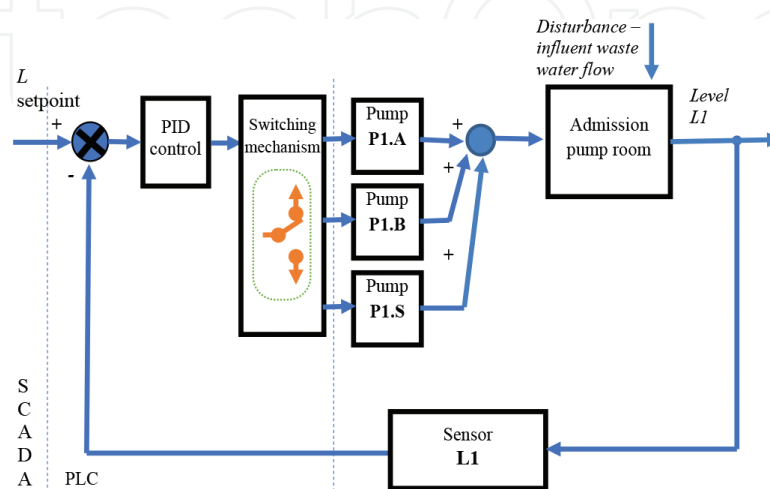 Disturbance –
influent waste
water flow
L
setpoint
+
-
PID
control
Switching
mechanism
Pump
P1.A
+
Pump
P1.B
+
Pump
P1.S
+
Admission
pump room
Level
L1
Sensor
L1
S
C
A
D
A
PLC